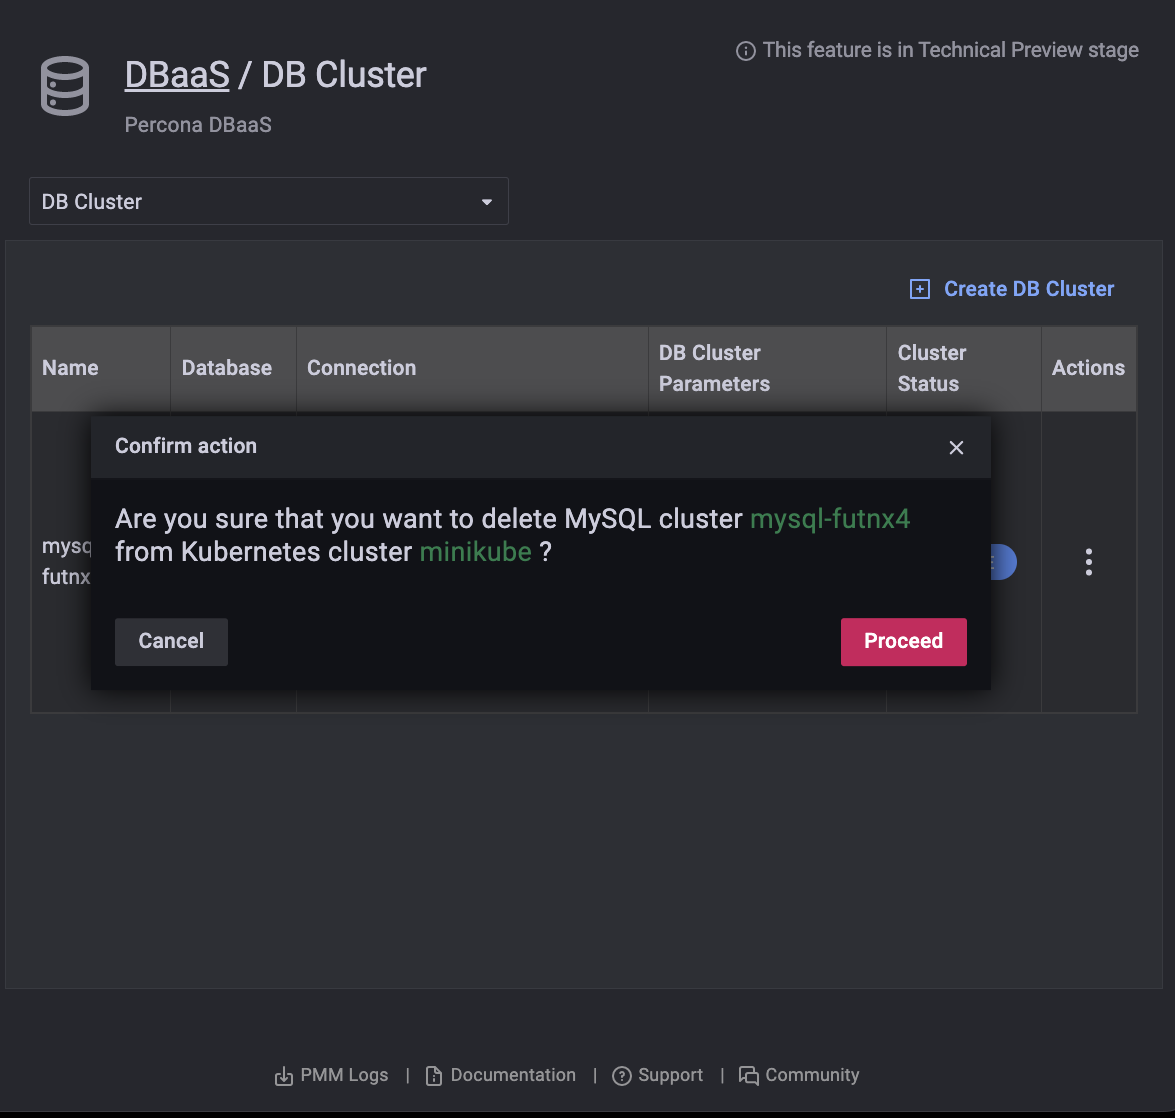 This feature is in Technical Preview stage
DBaaS / DB Cluster
Percona DBaaS
DB Cluster
Create DB Cluster
Name
Database
Connection
DB Cluster
Parameters
Cluster
Status
Actions
Confirm action
Are you sure that you want to delete MySQL cluster mysql-futnx4
from Kubernetes cluster minikube ?
mysq
futnx
Cancel
Proceed
PMM Logs | Documentation | Support | Community